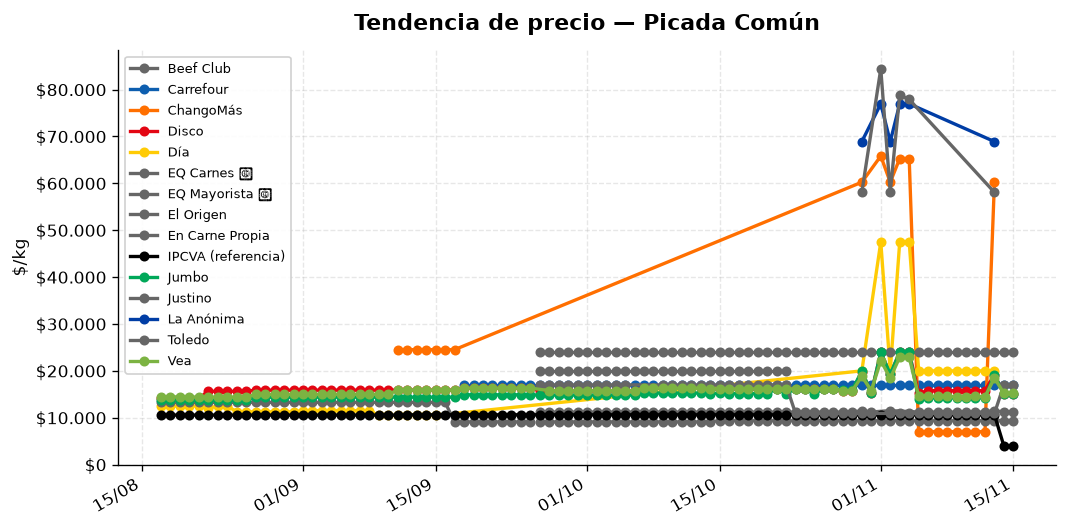 Tendencia de precio — Picada Común
$/kg
$80.000
$70.000
$60.000
$50.000
$40.000
$30.000
$20.000
$10.000
$0
Beef Club
Carrefour
ChangoMás
Disco
Día
EQ Carnes
EQ Mayorista
El Origen
En Carne Propia
IPCVA (referencia)
Jumbo
Justino
La Anónima
Toledo
Vea
15/08
01/09
15/09
01/10
15/10
01/11
15/11